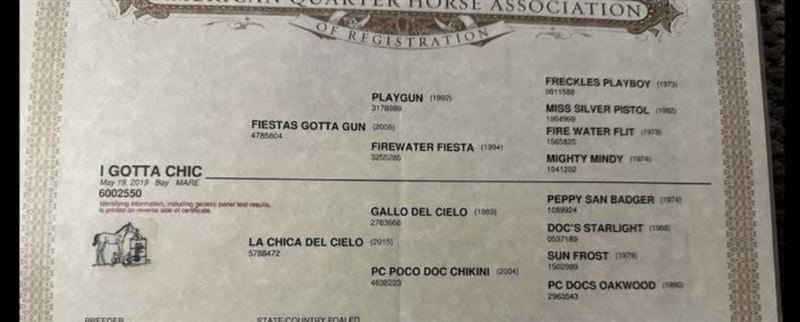 AMERICAN QUARTER HORSE ASSOCIATION
OF REGISTRATION
FRECKLES PLAYBOY (1973)
0911588
PLAYGUN (1992)
3178989
MISS SILVER PISTOL (1982)
1954999
FIESTAS GOTTA GUN (2005)
4785804
FIRE WATER FLIT (1978)
1565825
FIREWATER FIESTA (1994)
3255285
MIGHTY MINDY (1974)
1041202
I GOTTA CHIC
May 19, 2019 Bay MARE
6002550
Identifying information, including genetic panel test results,
is printed on reverse side of certificate.
PEPPY SAN BADGER (1974)
1089924
GALLO DEL CIELO (1989)
2783668
DOC'S STARLIGHT (1968)
0537189
LA CHICA DEL CIELO (2015)
5788472
SUN FROST (1979)
1502989
PC POCO DOC CHIKINI (2004)
4638223
PC DOCS OAKWOOD (1990)
2963543
BREEDER
STATE/COUNTRY FOALED